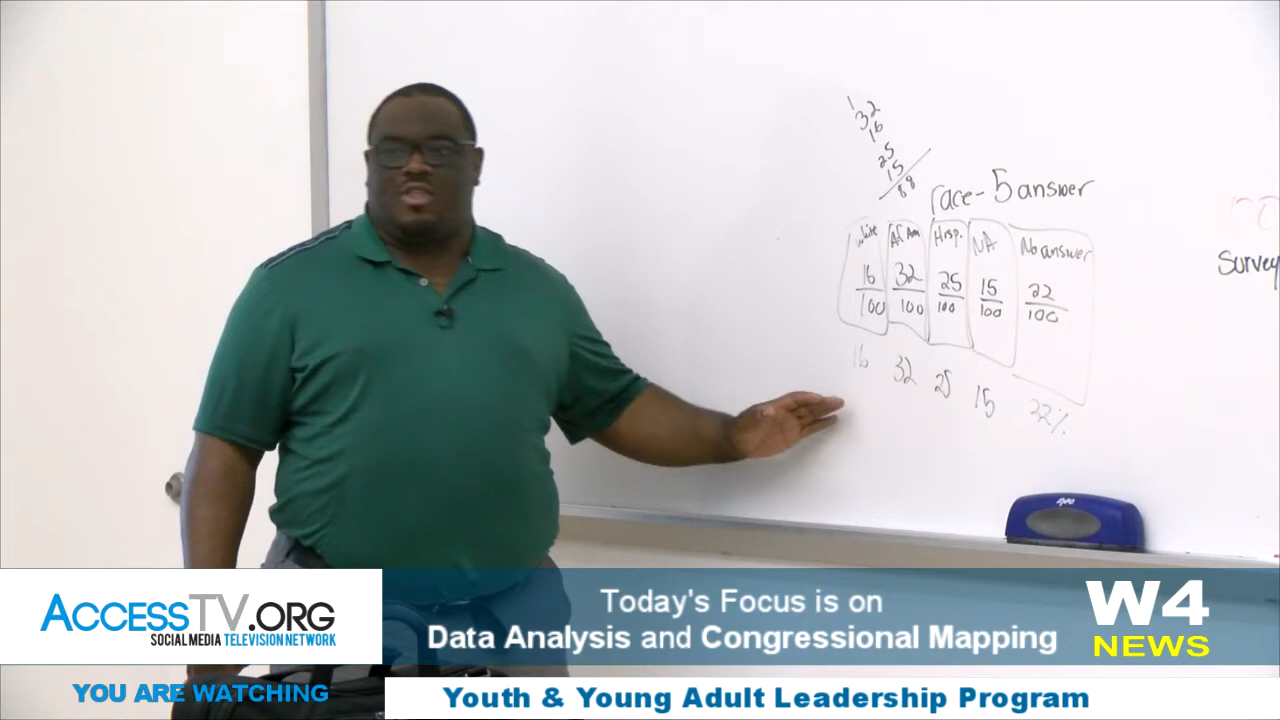 1
32
16
25
15
88
race- 5 answer
White Af Am Hisp. NA No answer
16 32 25 15 22
100 100 100 100 100
16 32 25 15 22%
Survey
expo
ACCESSTV.ORG
SOCIAL MEDIA TELEVISION NETWORK
Today's Focus is on
Data Analysis and Congressional Mapping
W4
NEWS
YOU ARE WATCHING
Youth & Young Adult Leadership Program